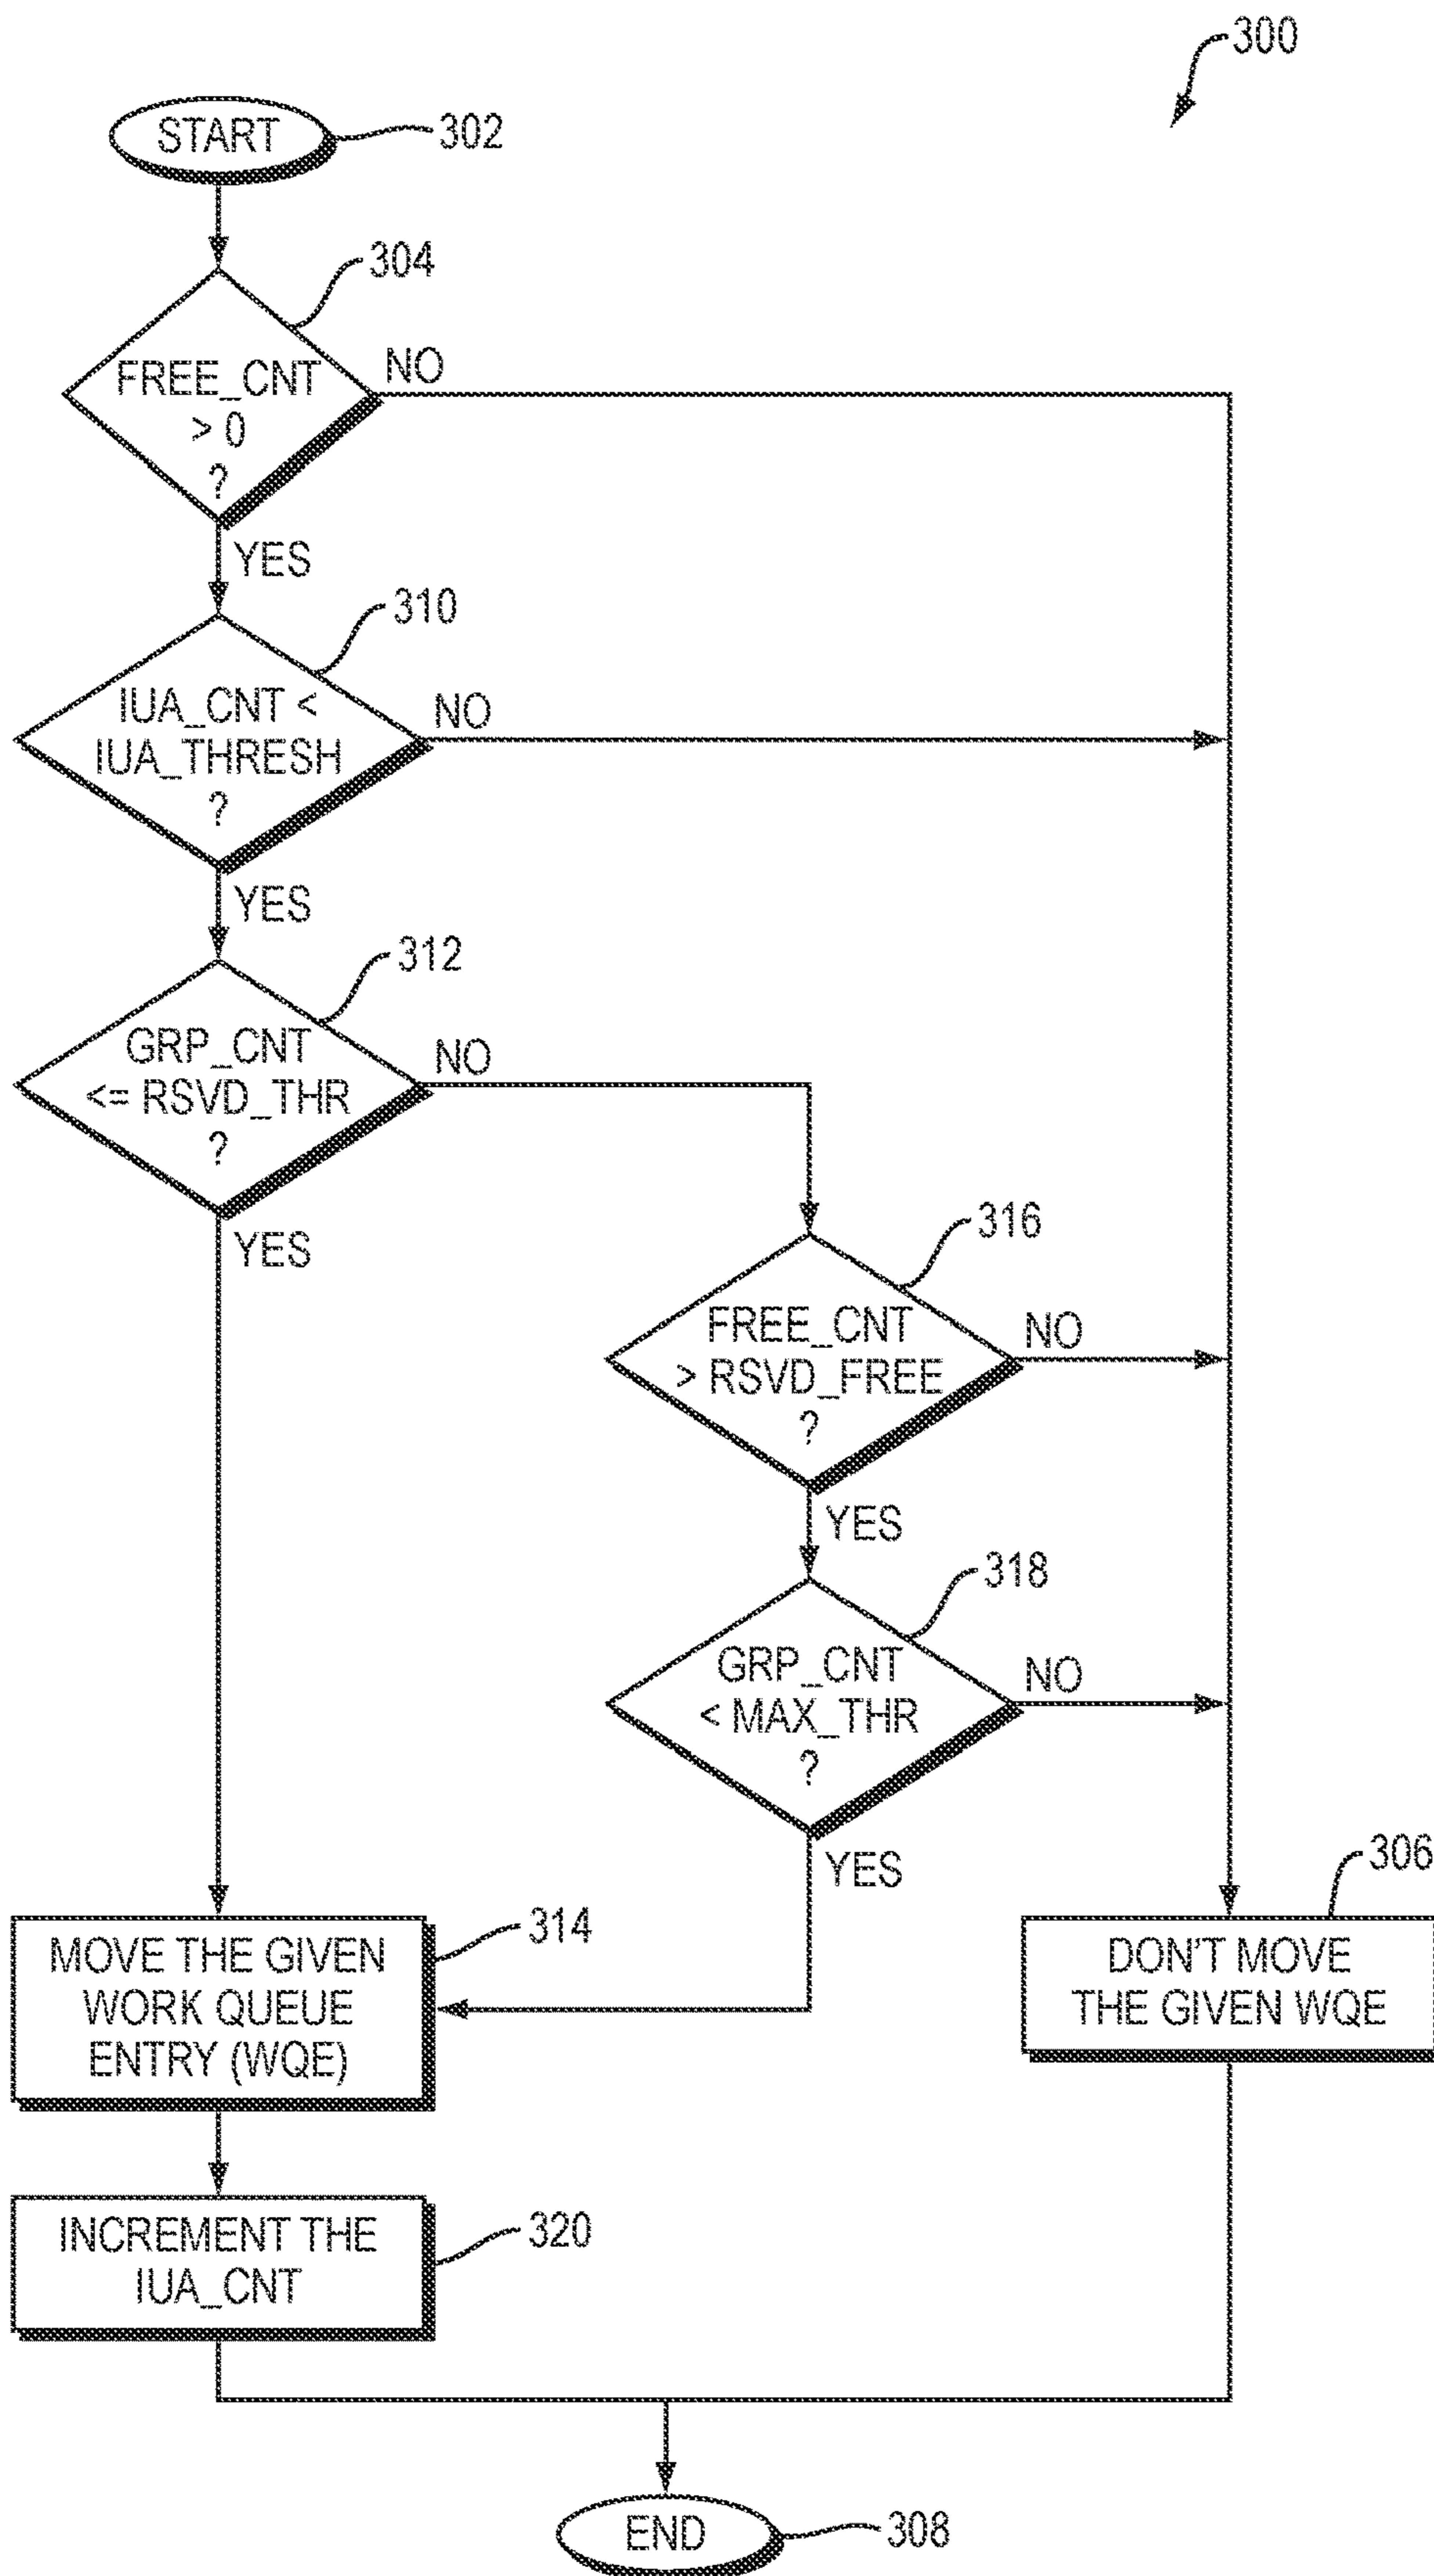 300
START
302
304
FREE_CNT
> 0
?
NO
YES
310
IUA_CNT <
IUA_THRESH
?
NO
YES
312
GRP_CNT
<= RSVD_THR
?
NO
YES
316
FREE_CNT
> RSVD_FREE
?
NO
YES
318
GRP_CNT
< MAX_THR
?
NO
YES
306
314
MOVE THE GIVEN
WORK QUEUE
ENTRY (WQE)
DON'T MOVE
THE GIVEN WQE
INCREMENT THE
IUA_CNT
320
END
308